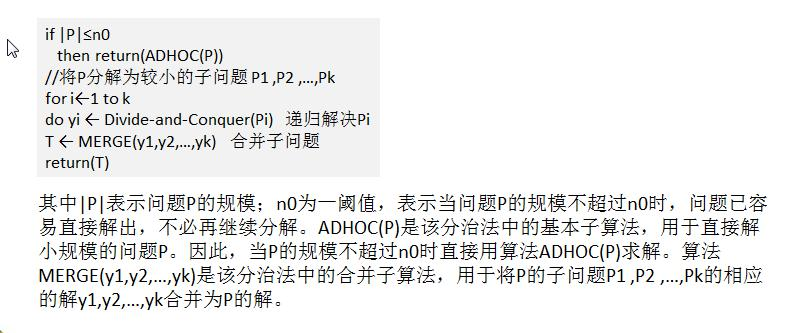 if |P|≤n0
then return(ADHOC(P))
//将P分解为较小的子问题 P1 ,P2 ,...,Pk
for i←1 to k
do yi ← Divide-and-Conquer(Pi) 递归解决Pi
T ← MERGE(y1,y2,...,yk) 合并子问题
return(T)
其中|P|表示问题P的规模；n0为一阈值，表示当问题P的规模不超过n0时，问题已容
易直接解出，不必再继续分解。ADHOC(P)是该分治法中的基本子算法，用于直接解
小规模的问题P。因此，当P的规模不超过n0时直接用算法ADHOC(P)求解。算法
MERGE(y1,y2,...,yk)是该分治法中的合并子算法，用于将P的子问题P1 ,P2 ,...,Pk的相应
的解y1,y2,...,yk合并为P的解。